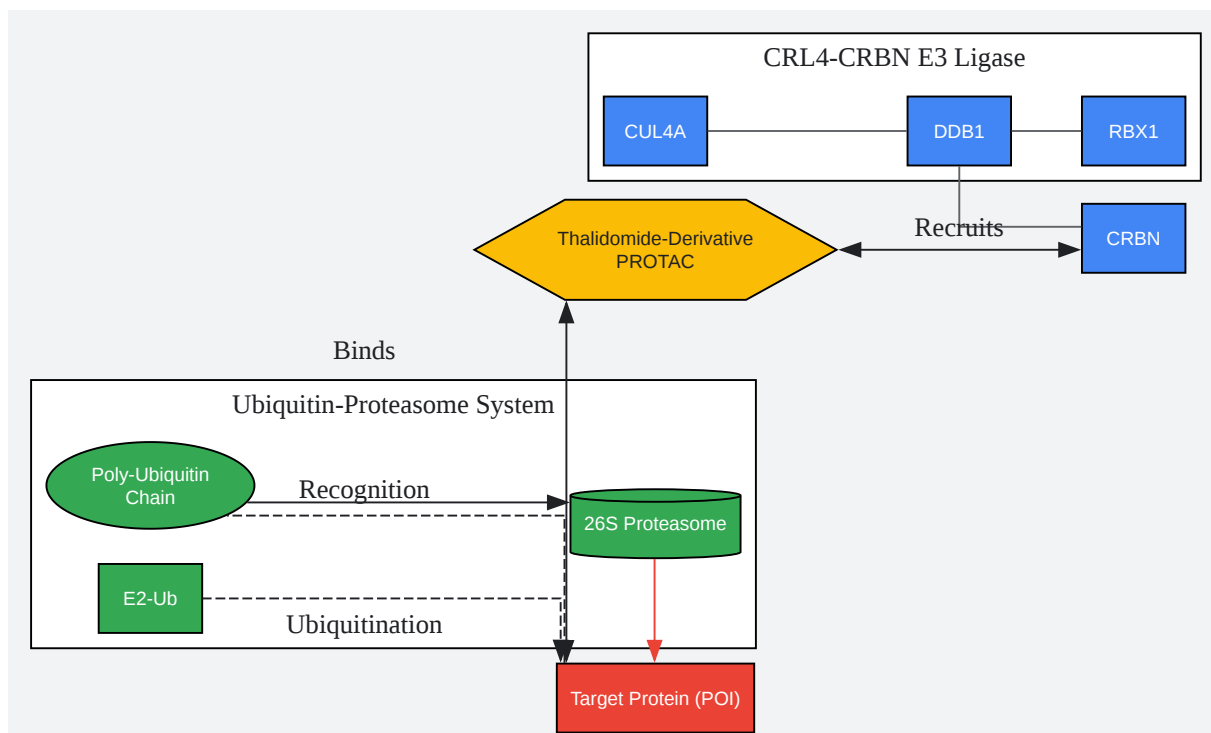 CRL4-CRBN E3 Ligase
CUL4A
DDB1
RBX1
Thalidomide-Derivative
PROTAC
Recruits
CRBN
Binds
Ubiquitin-Proteasome System
Poly-Ubiquitin
Chain
Recognition
26S Proteasome
E2-Ub
Ubiquitination
Target Protein (POI)